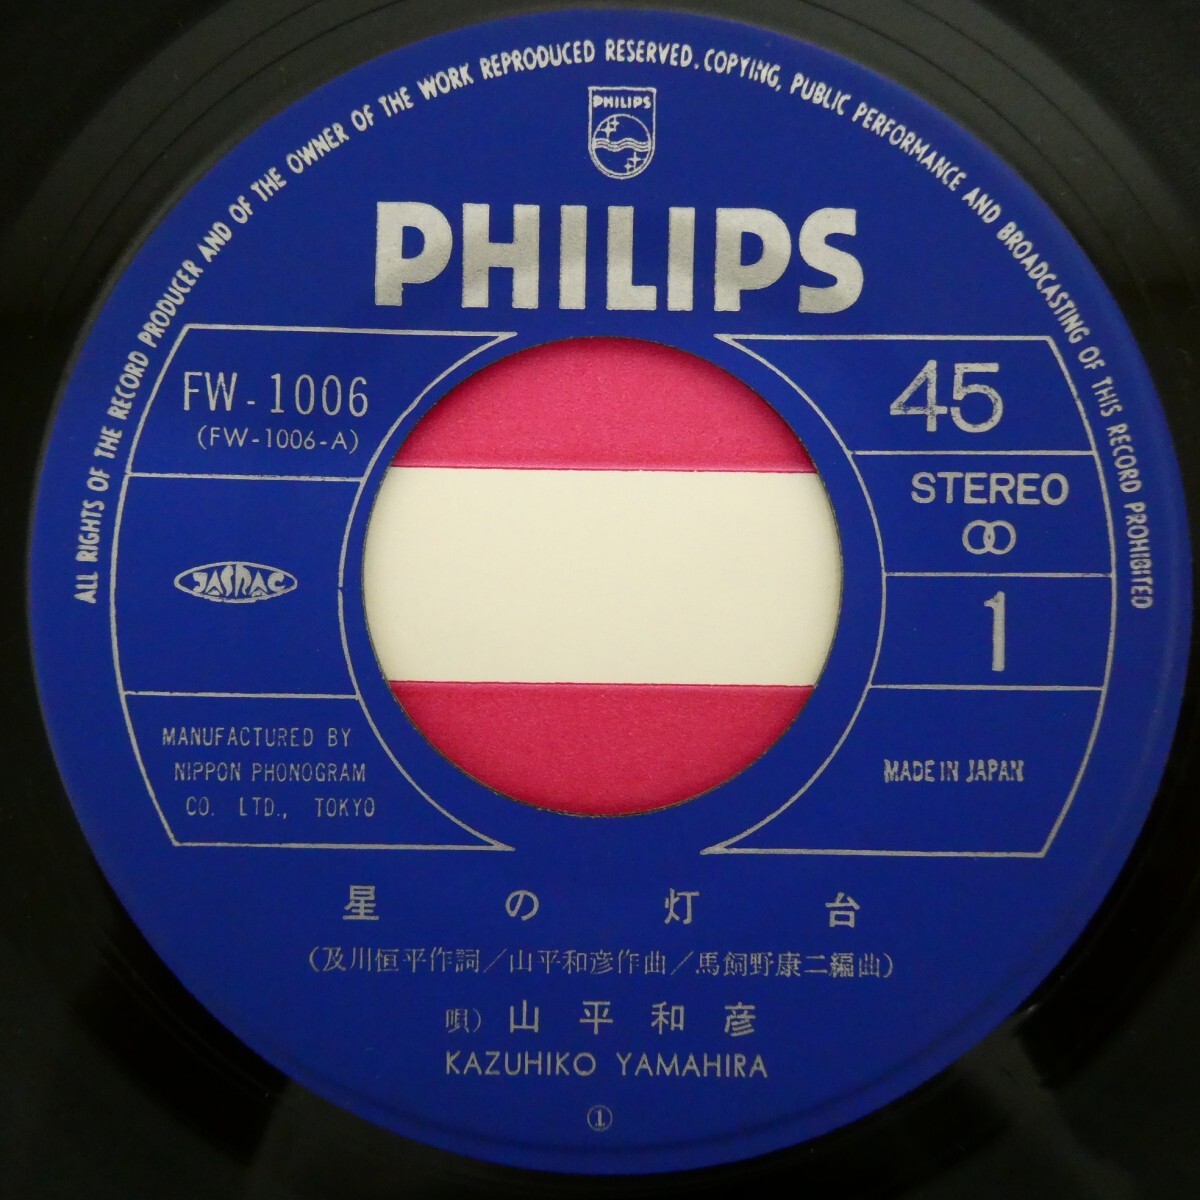 ALL RIGHTS OF THE RECORD PRODUCER AND OF THE OWNER OF THE WORK REPRODUCED RESERVED. COPYING, PUBLIC PERFORMANCE AND BROADCASTING OF THIS RECORD PROHIBITED
PHILIPS
PHILIPS
FW-1006
(FW-1006-A)
45
STEREO
JASRAC
1
MANUFACTURED BY
NIPPON PHONOGRAM
CO. LTD., TOKYO
MADE IN JAPAN
星の灯台
(及川恒平作詞/山平和彦作曲/馬飼野康二編曲)
唄)山平和彦
KAZUHIKO YAMAHIRA
①